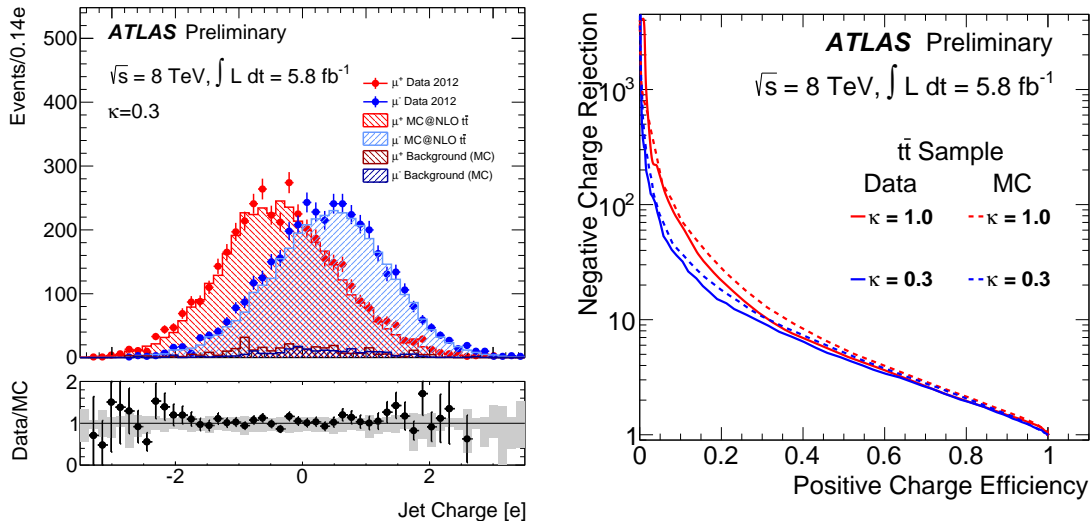 Events/0.14e
500
400
300
200
100
0
ATLAS Preliminary
√s = 8 TeV, ∫ L dt = 5.8 fb⁻¹
κ=0.3
μ⁺ Data 2012
μ⁻ Data 2012
μ⁺ MC@NLO tt̄
μ⁻ MC@NLO tt̄
μ⁺ Background (MC)
μ⁻ Background (MC)
Data/MC
2
1
0
-2 0 2
Jet Charge [e]
Negative Charge Rejection
10³
10²
10
1
ATLAS Preliminary
√s = 8 TeV, ∫ L dt = 5.8 fb⁻¹
tt̄ Sample
Data MC
κ = 1.0 κ = 1.0
κ = 0.3 κ = 0.3
0 0.2 0.4 0.6 0.8 1
Positive Charge Efficiency